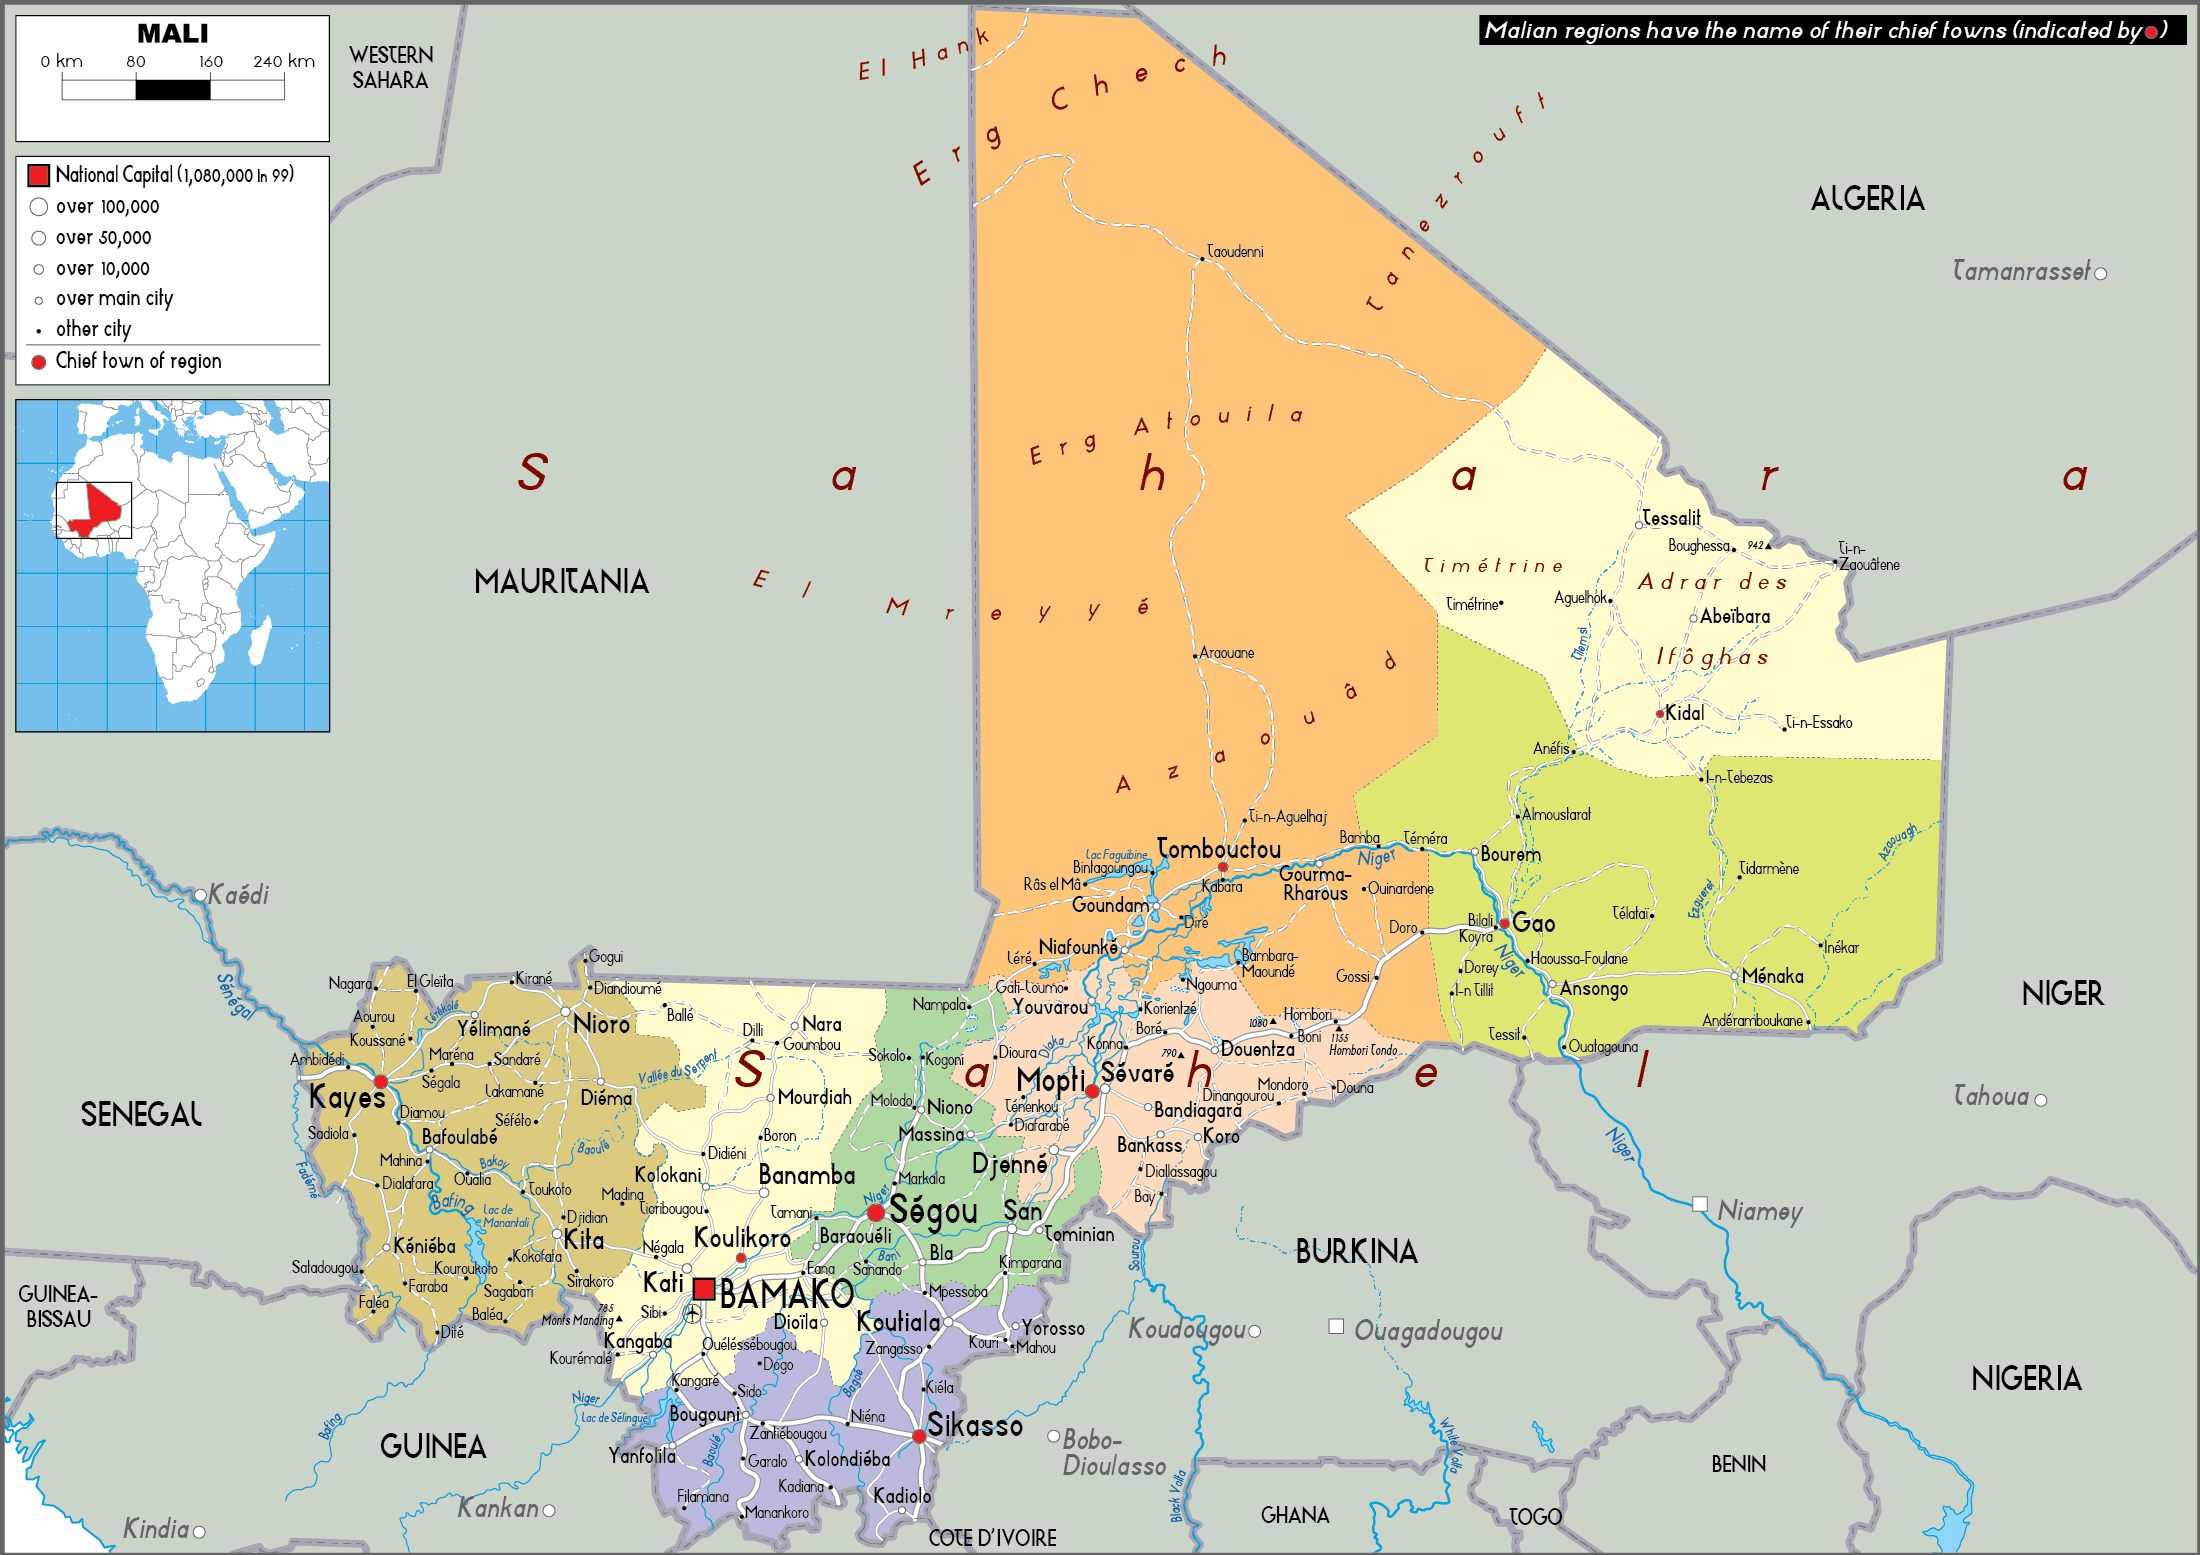 MALI
0 km 80 160 240 km
National Capital (1,080,000 In 99)
over 100,000
over 50,000
over 10,000
over main city
other city
Chief town of region
Malian regions have the name of their chief towns (indicated by )
WESTERN
SAHARA
El Hank
Erg Chech
Tanezrouft
ALGERIA
Tamanrasset
Taoudenni
Erg Atouila
Sahara
MAURITANIA
El Mreyyé
Tessalit
Boughessa
942
Ti-n-
Zaouâtene
Timétrine
Adrar des
Timétrine
Aguelhok
Abeïbara
Tilemsi
Ifôghas
Araouane
Azaouâd
Kidal
Ti-n-Essako
Anéfis
I-n-Tebezas
Ti-n-Aguelhaj
Almoustarat
Azaouagh
Tombouctou
Lac Faguibine
Bintagoungou
Râs el Mâ
Bamba
Téméra
Niger
Bourem
Kabara
Gourma-
Rharous
Ouinardene
Tidarmène
Ezgueret
Kaédi
Goundam
Diré
Doro
Bilali
Koyra
Gao
Télataï
Inékar
Niafounké
Léré
Bambara-
Maoundé
Gossi
Dorey
Niger
Haoussa-Foulane
Ménaka
I-n Tillit
Ansongo
NIGER
Gogui
Nagara
El Gleïta
Kirané
Diandioumé
Sénégal
Gâti-Loumo
Ngouma
Nampala
Youvarou
Korientzé
Hombori
1080
Andéramboukane
Aourou
Térékolé
Yélimané
Nioro
Ballé
Nara
Dilli
Goumbou
Koussané
Boré
Boni
1155
Hombori Tondo
Tessit
Ouatagouna
Ambidédi
Maréna
Sandaré
Sokolo
Kogoni
Dioura
Diaka
Konna
790
Douentza
Sahel
Kayes
Ségala
Lakamané
Vallée du Serpent
Mopti
Sévaré
Diéma
Mourdiah
Mondoro
Douna
Dinangourou
Tahoua
SENEGAL
Diamou
Séféto
Molodo
Niono
Ténenkou
Bandiagara
Sadiola
Bafoulabé
Boron
Massina
Diafarabé
Bankass
Koro
Baoulé
Didiéni
Mahina
Bakoy
Oualia
Djenné
Niger
Falémé
Dialafara
Kolokani
Banamba
Diallassagou
Toukoto
Madina
Markala
Bay
Bafing
Tioribougou
Niger
Lac de
Manantali
Tamani
Ségou
San
Niamey
Djidian
Koulikoro
Baraouéli
Tominian
Kéniéba
Kita
Négala
Bani
Bla
Sourou
BURKINA
Kokofata
Satadougou
Kouroukoto
Sirakoro
Kati
BAMAKO
Fana
Sanando
Kimparana
GUINEA-
BISSAU
Faraba
Sagabari
Mpessoba
Faléa
785
Monts Manding
Sibi
Baléa
Dioïla
Koutiala
Yorosso
Koudougou
Ouagadougou
Dité
Kangaba
Ouéléssébougou
Zangasso
Kouri
Mahou
Kourémalé
Dogo
Kangaré
Sido
Bagoé
Kiéla
NIGERIA
Niger
Lac de Sélingué
Bougouni
Niéna
Sikasso
Bafing
GUINEA
Zantiébougou
Bobo-
Dioulasso
White Volta
Yanfolila
Baoulé
Garalo
Kolondiéba
BENIN
Kadiana
Kadiolo
Black Volta
Filamana
Manankoro
Kankan
GHANA
TOGO
Kindia
COTE D'IVOIRE